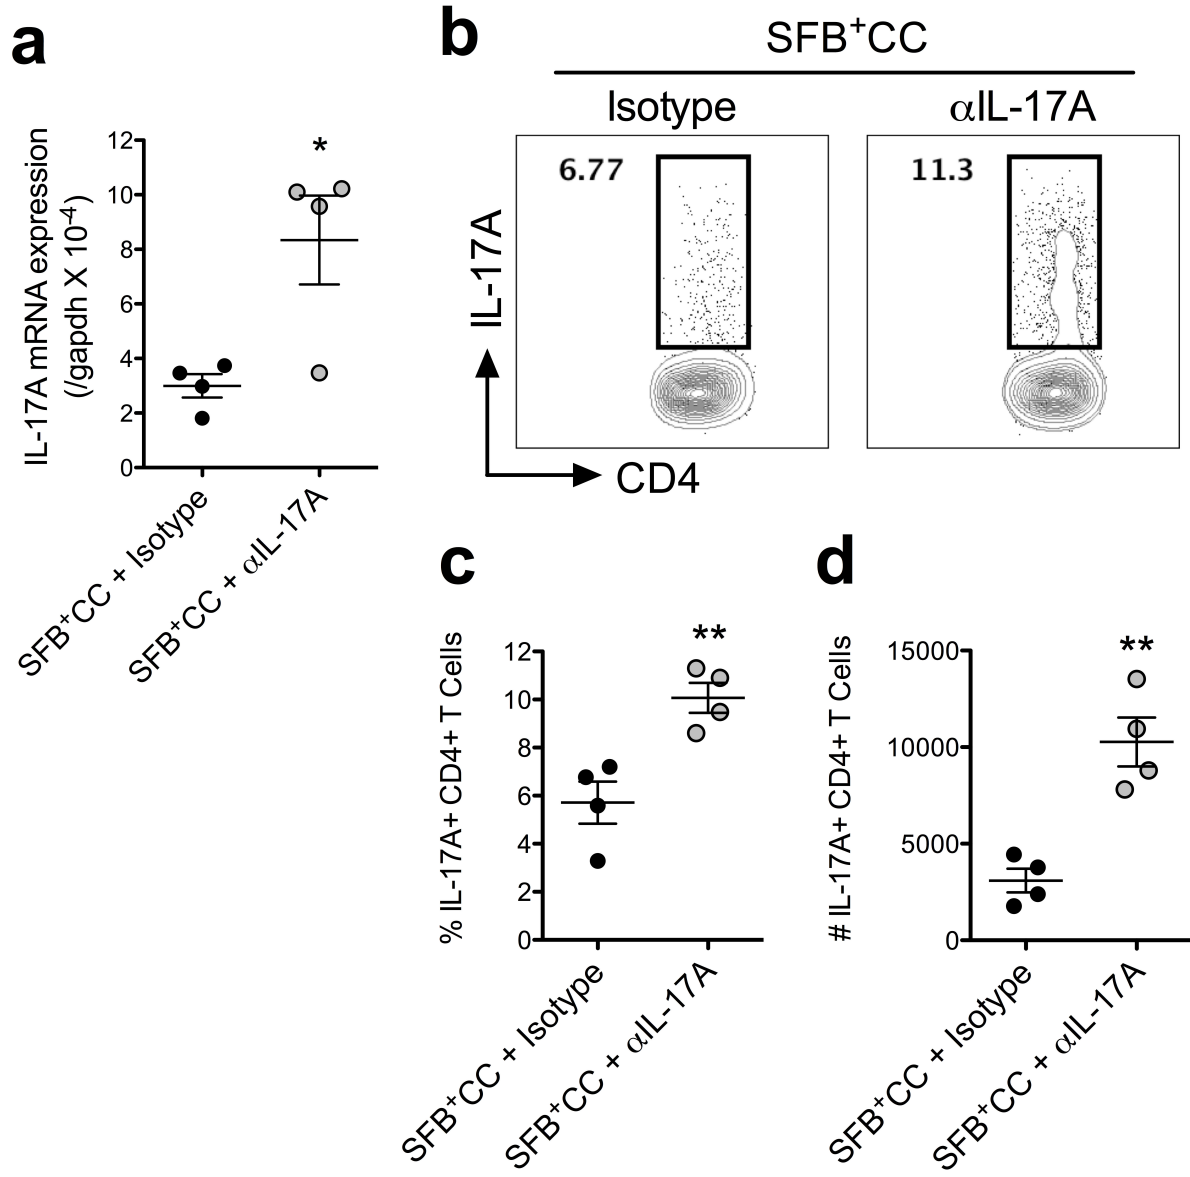 a
IL-17A mRNA expression
(/gapdh X 10⁻⁴)
12
10
8
6
4
2
0
*
SFB⁺CC + Isotype
SFB⁺CC + αIL-17A
b
SFB⁺CC
Isotype
αIL-17A
6.77
11.3
IL-17A
CD4
c
% IL-17A+ CD4+ T Cells
12
10
8
6
4
2
0
**
SFB⁺CC + Isotype
SFB⁺CC + αIL-17A
d
# IL-17A+ CD4+ T Cells
15000
10000
5000
0
**
SFB⁺CC + Isotype
SFB⁺CC + αIL-17A